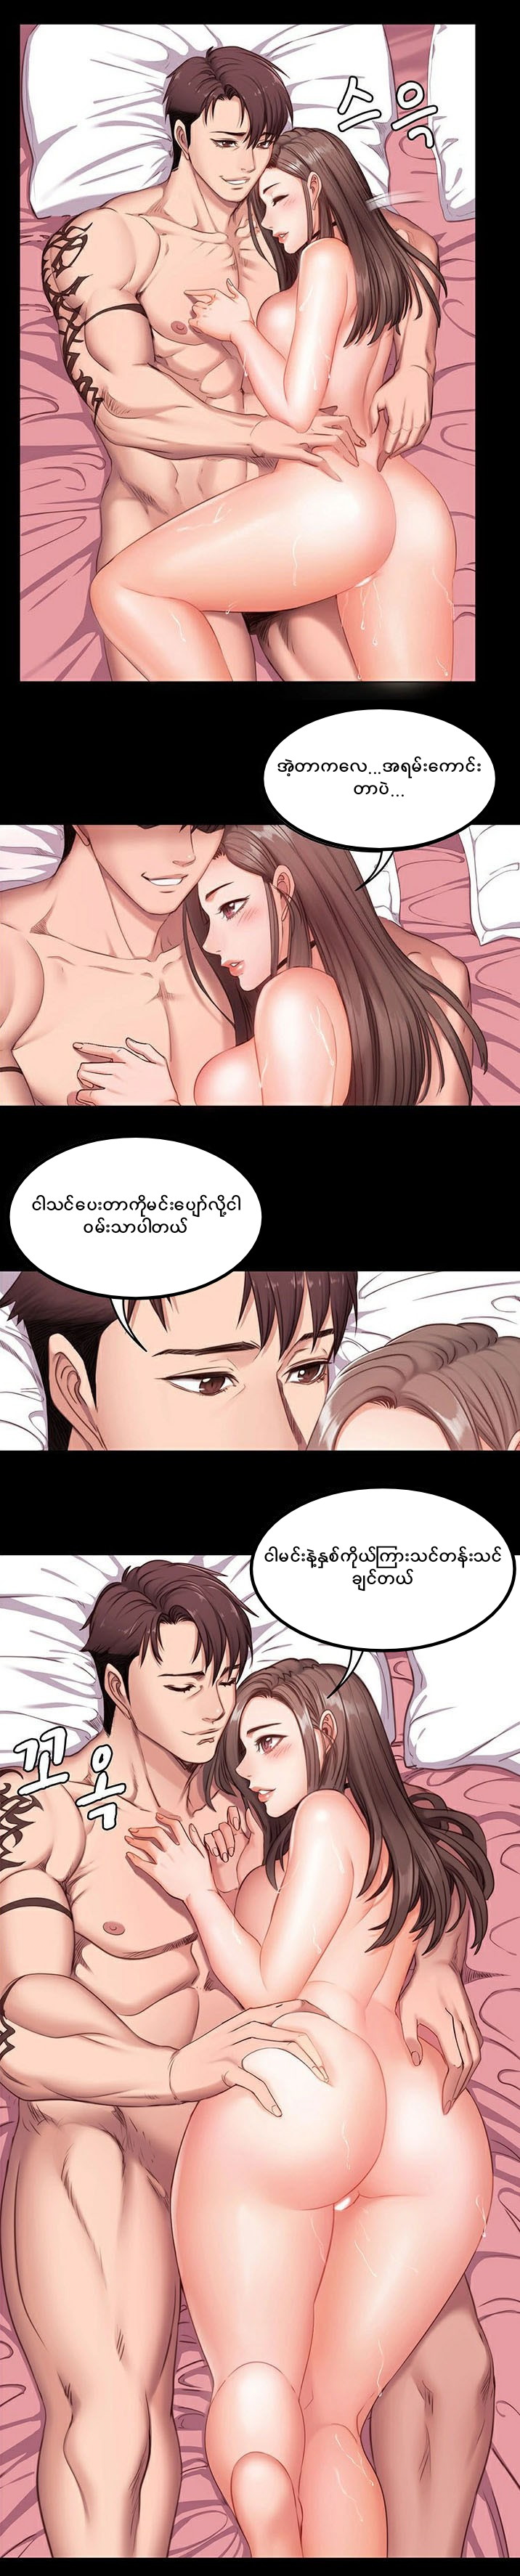 스윽
အဲ့တာကလေ...အရမ်းကောင်း
တာပဲ...
ငါသင်ပေးတာကိုမင်းပျော်လို့ငါ
ဝမ်းသာပါတယ်
ငါမင်းနဲ့နှစ်ကိုယ်ကြားသင်တန်းသင်
ချင်တယ်
꼬옥